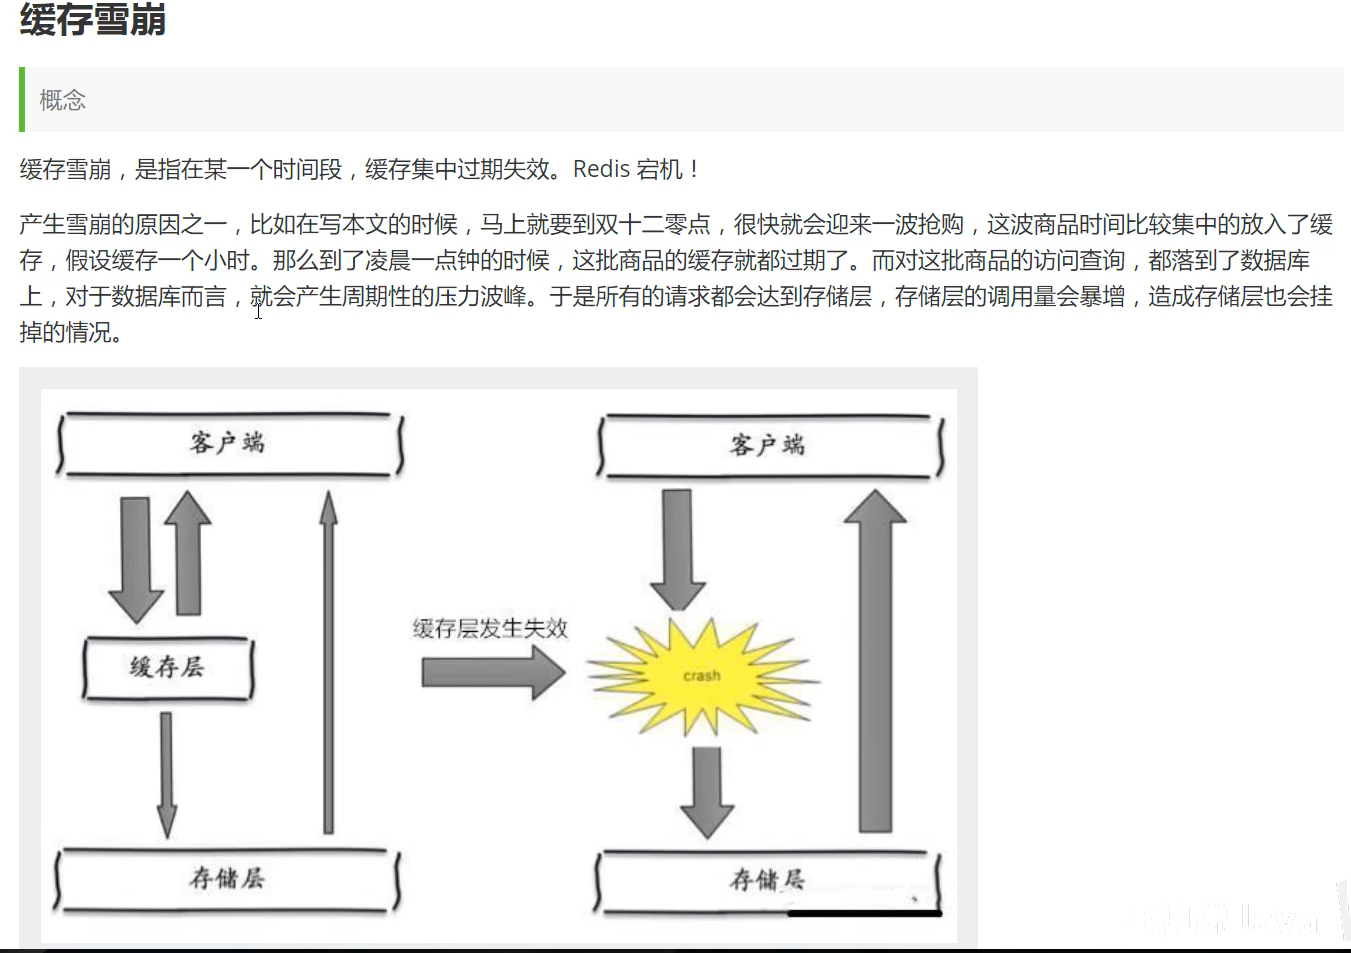 缓存雪崩
概念
缓存雪崩，是指在某一个时间段，缓存集中过期失效。Redis 宕机！
产生雪崩的原因之一，比如在写本文的时候，马上就要到双十二零点，很快就会迎来一波抢购，这波商品时间比较集中的放入了缓
存，假设缓存一个小时。那么到了凌晨一点钟的时候，这批商品的缓存就都过期了。而对这批商品的访问查询，都落到了数据库
上，对于数据库而言，就会产生周期性的压力波峰。于是所有的请求都会达到存储层，存储层的调用量会暴增，造成存储层也会挂
掉的情况。
客户端
客户端
缓存层发生失效
缓存层
crash
存储层
存储层